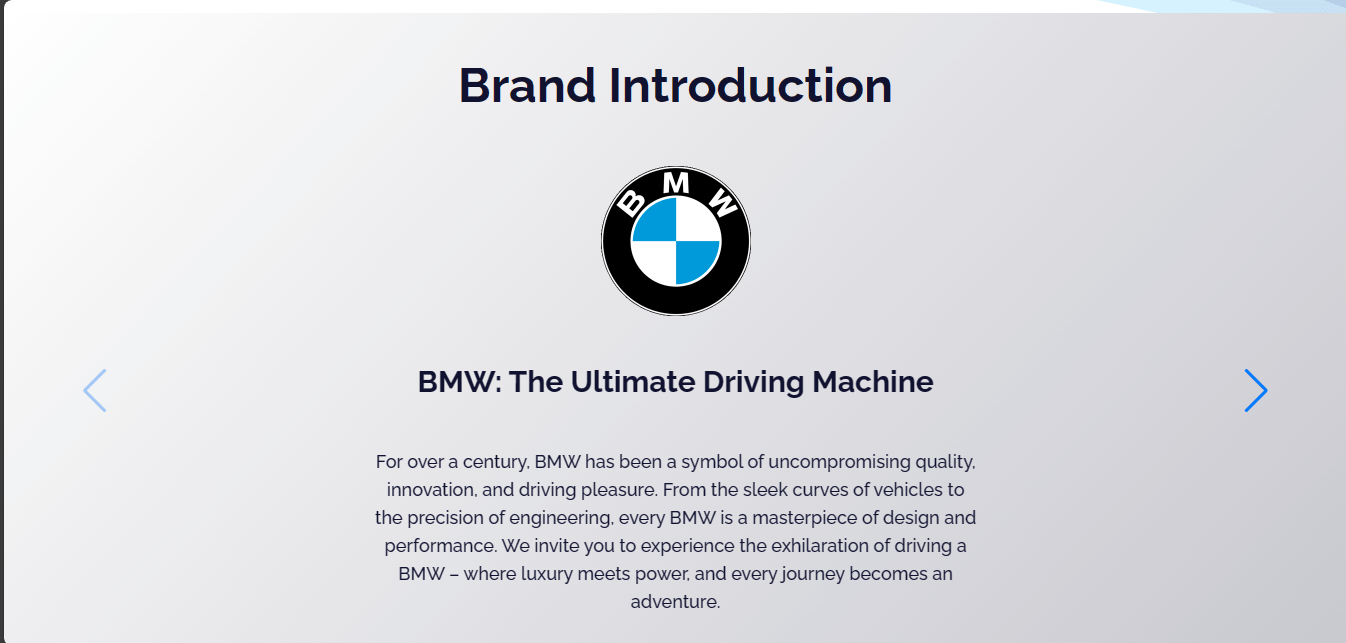 Brand Introduction
B M W
BMW: The Ultimate Driving Machine
For over a century, BMW has been a symbol of uncompromising quality,
innovation, and driving pleasure. From the sleek curves of vehicles to
the precision of engineering, every BMW is a masterpiece of design and
performance. We invite you to experience the exhilaration of driving a
BMW – where luxury meets power, and every journey becomes an
adventure.